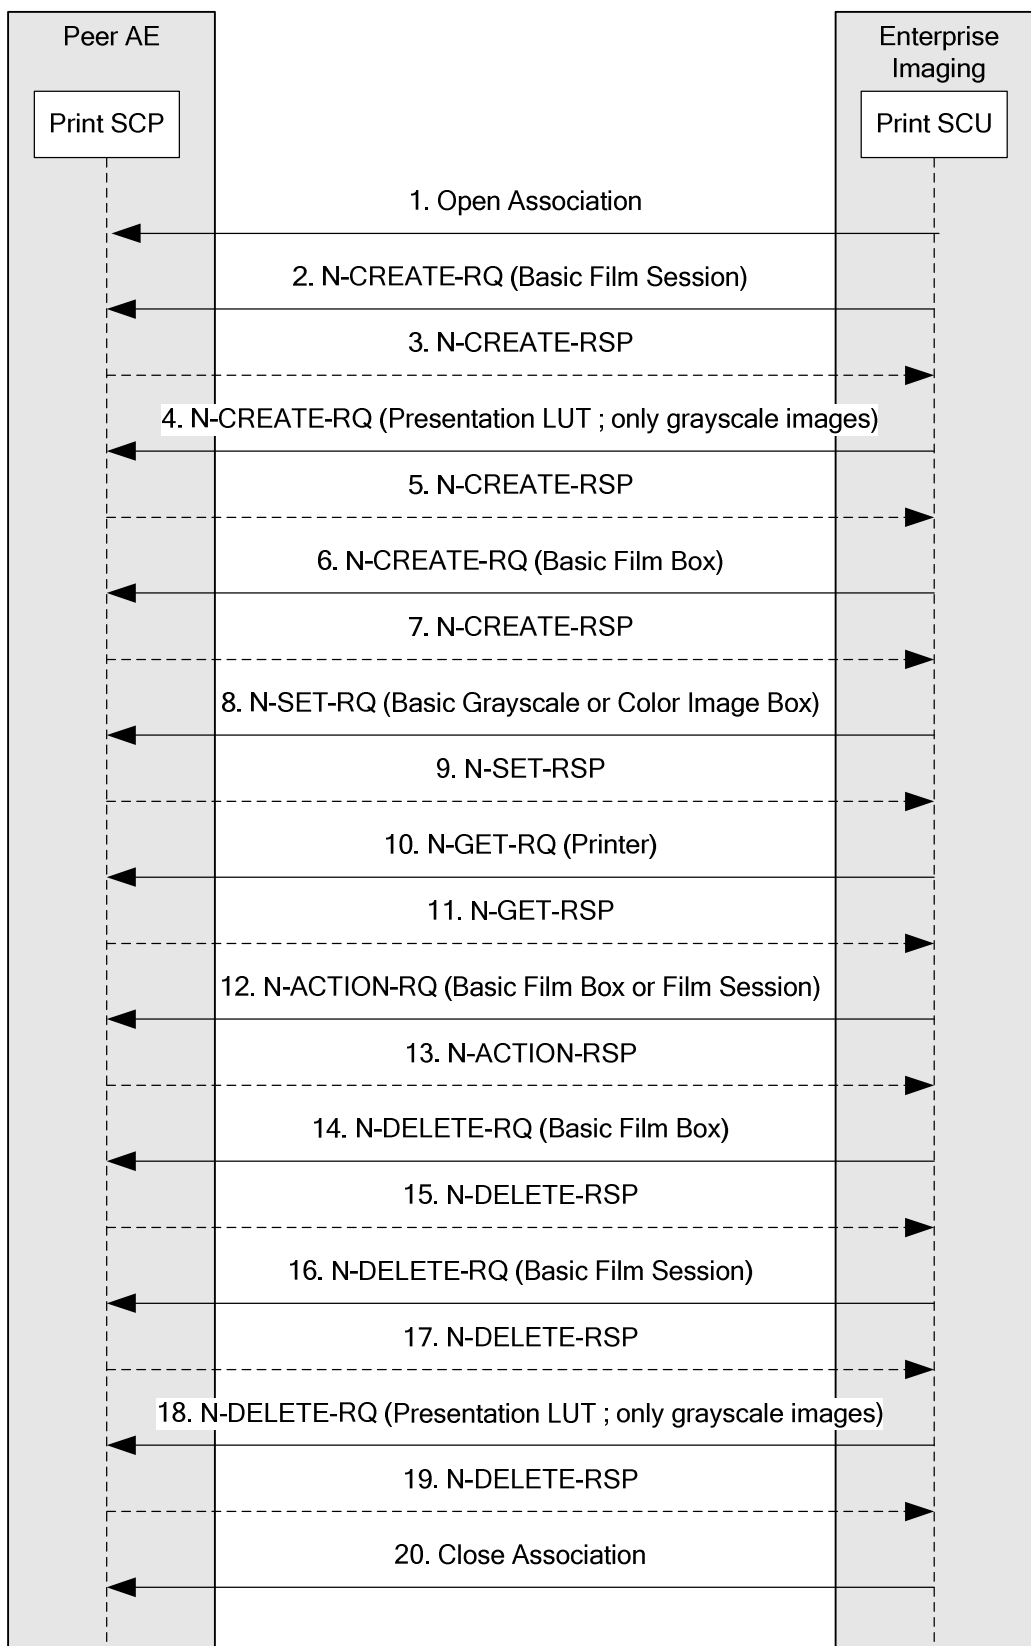 Peer AE
Enterprise
Imaging
Print SCP
Print SCU
1. Open Association
2. N-CREATE-RQ (Basic Film Session)
3. N-CREATE-RSP
4. N-CREATE-RQ (Presentation LUT ; only grayscale images)
5. N-CREATE-RSP
6. N-CREATE-RQ (Basic Film Box)
7. N-CREATE-RSP
8. N-SET-RQ (Basic Grayscale or Color Image Box)
9. N-SET-RSP
10. N-GET-RQ (Printer)
11. N-GET-RSP
12. N-ACTION-RQ (Basic Film Box or Film Session)
13. N-ACTION-RSP
14. N-DELETE-RQ (Basic Film Box)
15. N-DELETE-RSP
16. N-DELETE-RQ (Basic Film Session)
17. N-DELETE-RSP
18. N-DELETE-RQ (Presentation LUT ; only grayscale images)
19. N-DELETE-RSP
20. Close Association